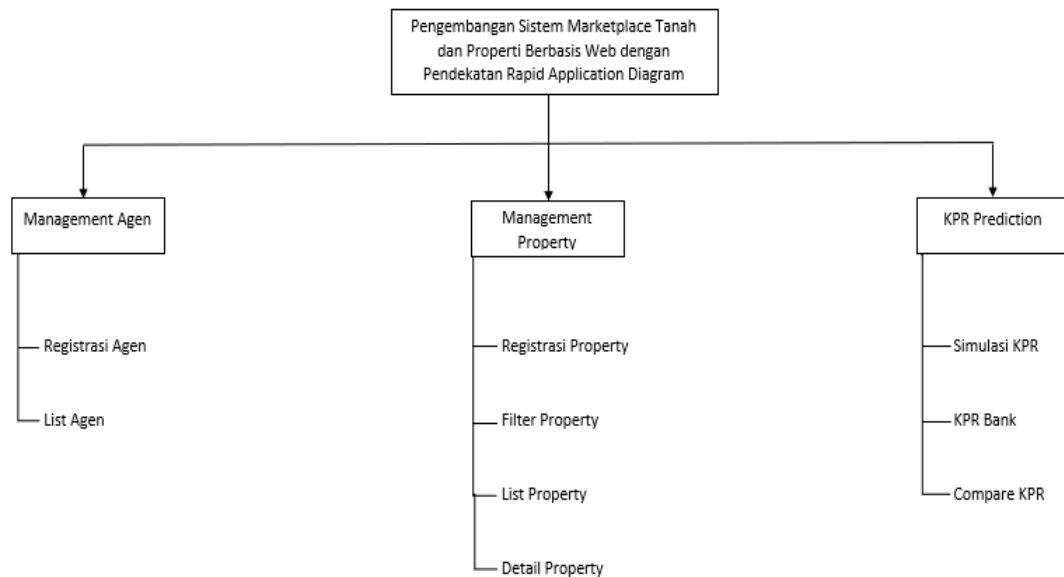 Pengembangan Sistem Marketplace Tanah
dan Properti Berbasis Web dengan
Pendekatan Rapid Application Diagram
Management Agen
Management
Property
KPR Prediction
Registrasi Agen
List Agen
Registrasi Property
Filter Property
List Property
Detail Property
Simulasi KPR
KPR Bank
Compare KPR